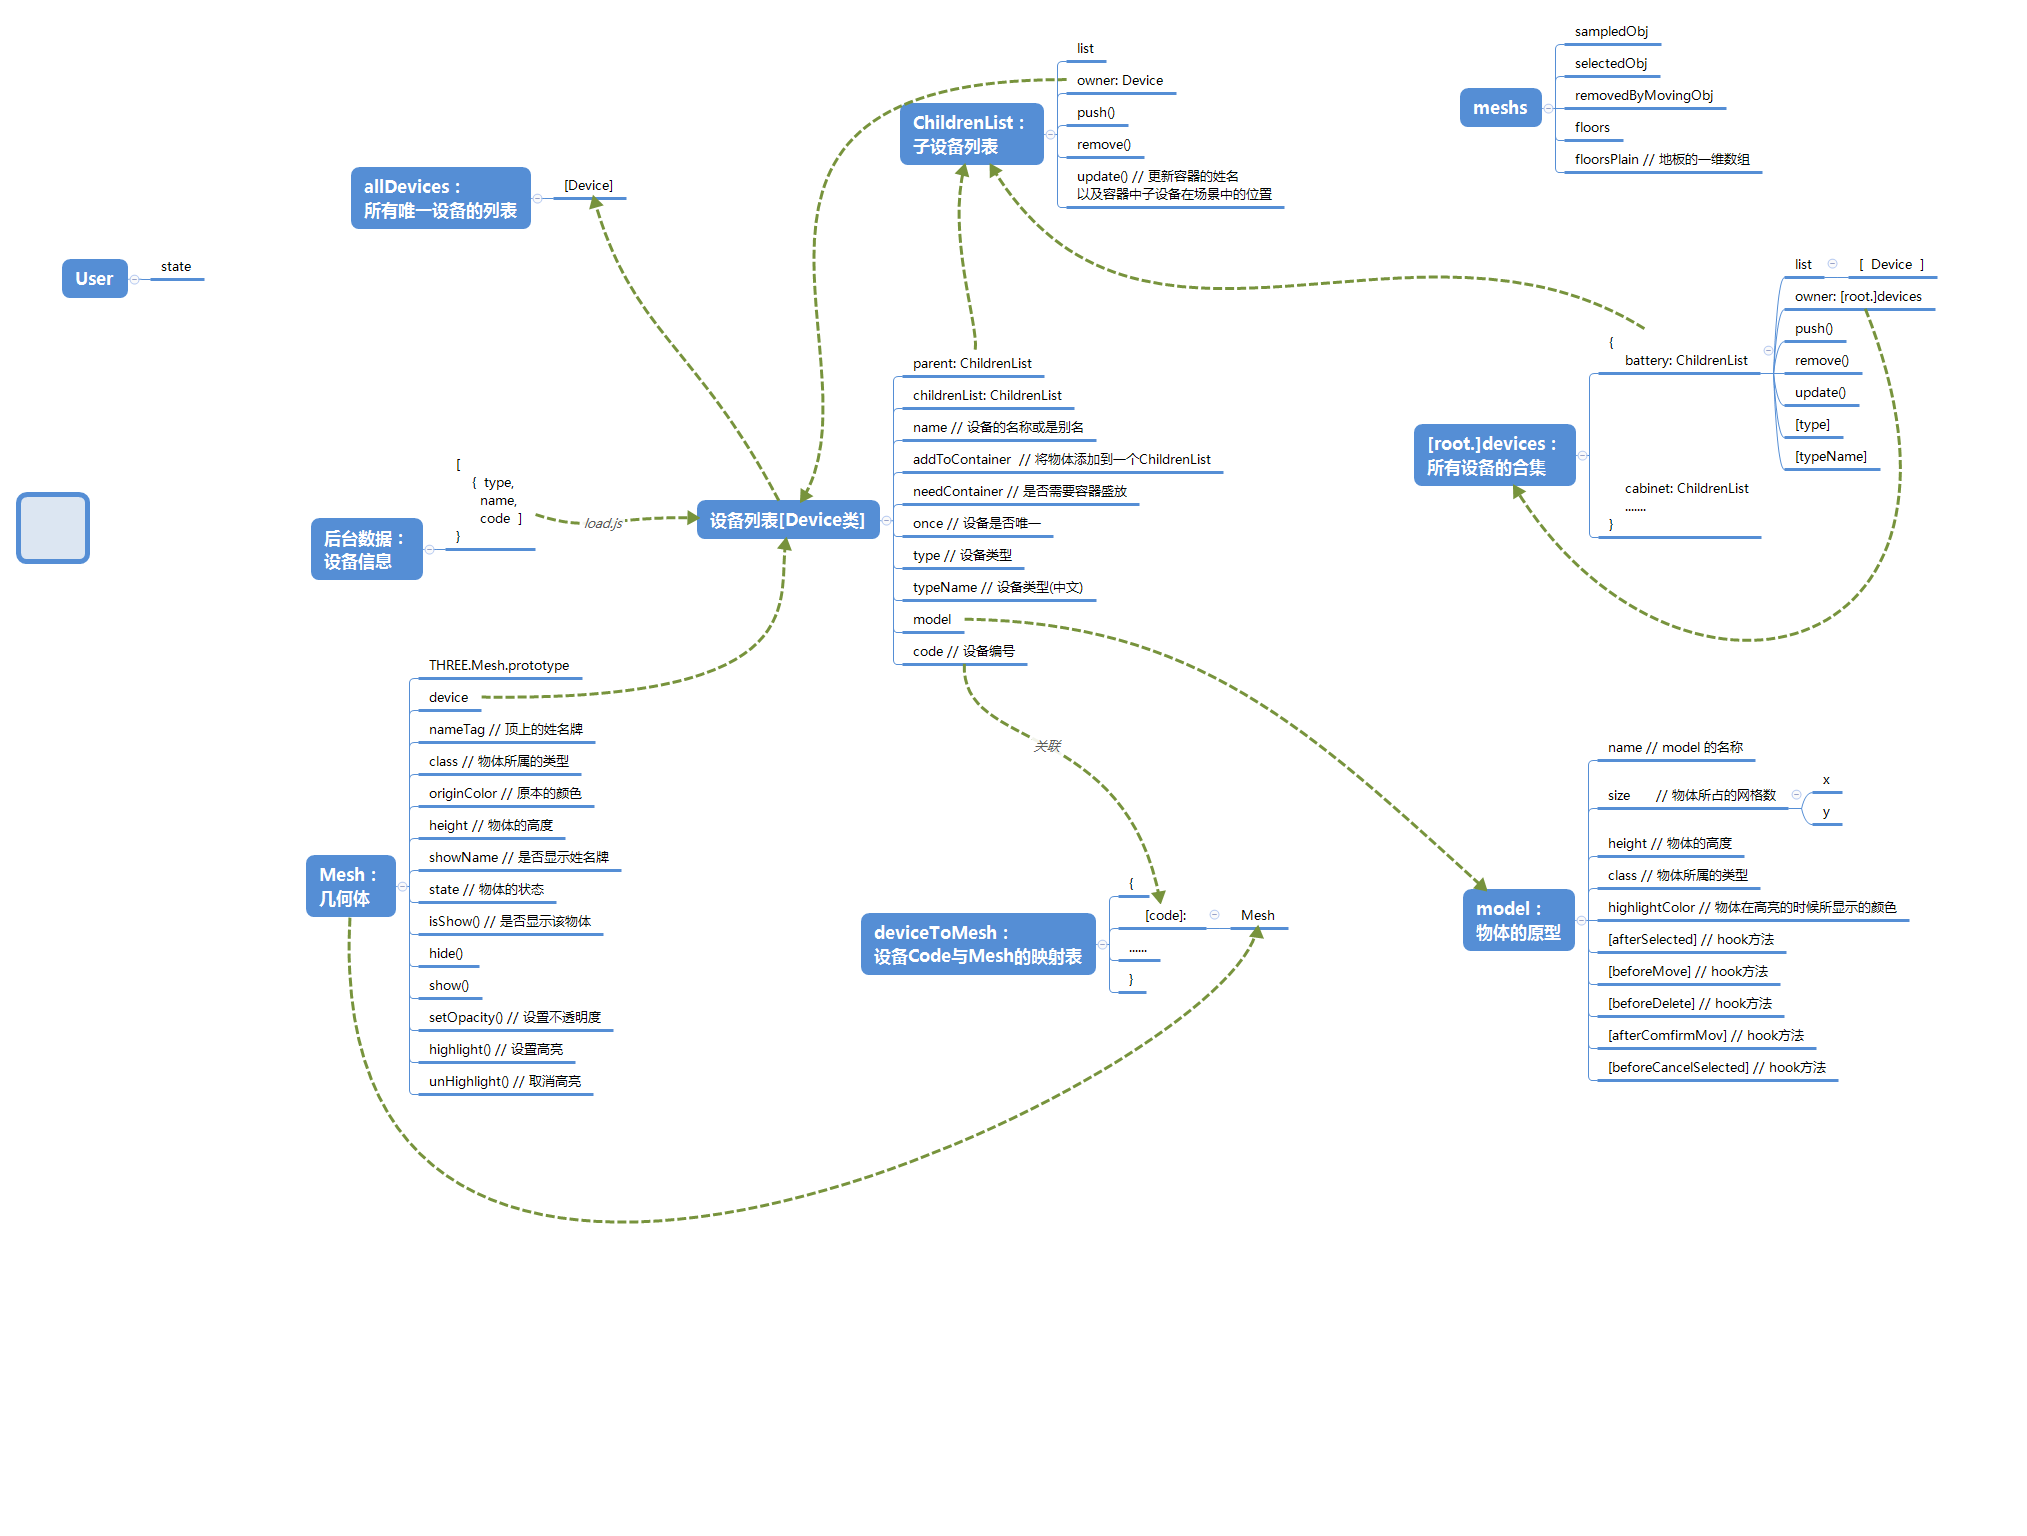 sampledObj
selectedObj
meshs
removedByMovingObj
floors
floorsPlain // 地板的一维数组
list
owner: Device
ChildrenList：
子设备列表
push()
remove()
update() // 更新容器的姓名
以及容器中子设备在场景中的位置
allDevices：
所有唯一设备的列表
[Device]
User
state
list
[ Device ]
owner: [root.]devices
push()
remove()
update()
[type]
[typeName]
{
battery: ChildrenList
[root.]devices：
所有设备的合集
cabinet: ChildrenList
.......
}
parent: ChildrenList
childrenList: ChildrenList
name // 设备的名称或是别名
addToContainer // 将物体添加到一个ChildrenList
needContainer // 是否需要容器盛放
设备列表[Device类]
once // 设备是否唯一
type // 设备类型
typeName // 设备类型(中文)
model
code // 设备编号
[
{ type,
name,
code ]
}
load.js
后台数据：
设备信息
THREE.Mesh.prototype
device
nameTag // 顶上的姓名牌
class // 物体所属的类型
originColor // 原本的颜色
height // 物体的高度
showName // 是否显示姓名牌
Mesh：
几何体
state // 物体的状态
isShow() // 是否显示该物体
hide()
show()
setOpacity() // 设置不透明度
highlight() // 设置高亮
unHighlight() // 取消高亮
关联
{
deviceToMesh：
设备Code与Mesh的映射表
[code]:
Mesh
......
}
name // model 的名称
size // 物体所占的网格数
x
y
height // 物体的高度
class // 物体所属的类型
model：
物体的原型
highlightColor // 物体在高亮的时候所显示的颜色
[afterSelected] // hook方法
[beforeMove] // hook方法
[beforeDelete] // hook方法
[afterComfirmMov] // hook方法
[beforeCancelSelected] // hook方法